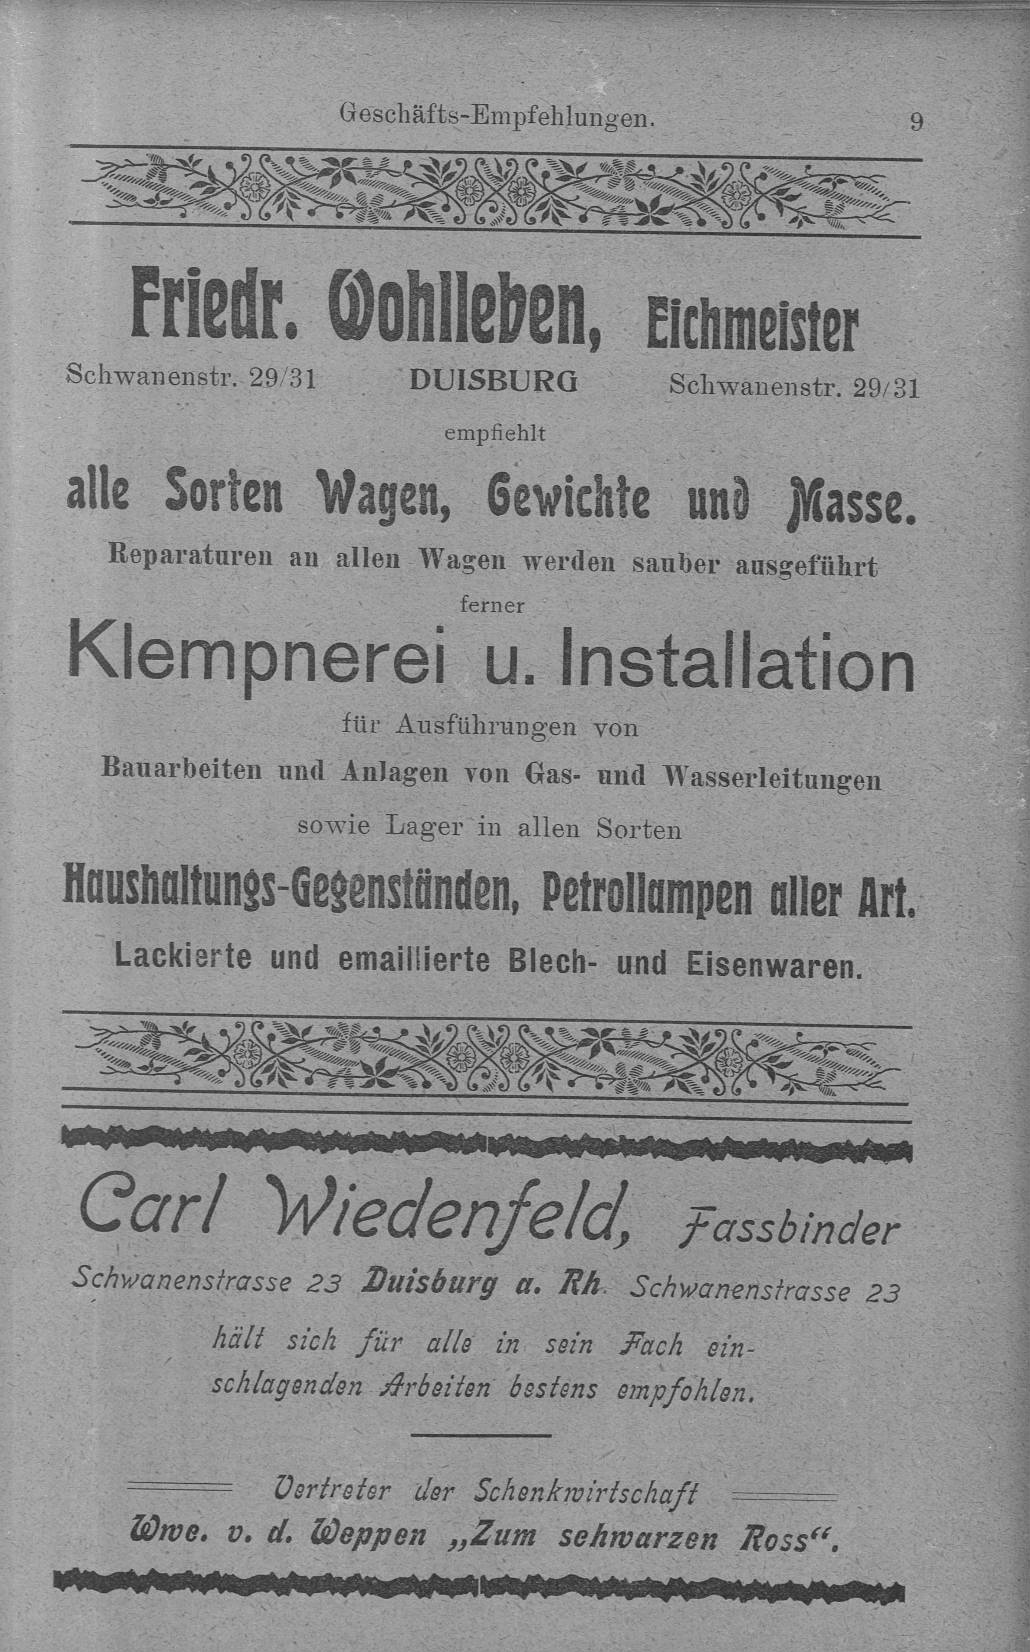 Geschäfts-Empfehlungen. 9
Friedr. Wohlleben, Eichmeister
Schwanenstr. 29/31 DUISBURG Schwanenstr. 29/31
empfiehlt
alle Sorten Wagen, Gewichte und Masse.
Reparaturen an allen Wagen werden sauber ausgeführt
ferner
Klempnerei u. Installation
für Ausführungen von
Bauarbeiten und Anlagen von Gas- und Wasserleitungen
sowie Lager in allen Sorten
Haushaltungs-Gegenständen, Petrollampen aller Art.
Lackierte und emaillierte Blech- und Eisenwaren.
Carl Wiedenfeld, Fassbinder
Schwanenstrasse 23 Duisburg a. Rh. Schwanenstrasse 23
hält sich für alle in sein Fach ein-
schlagenden Arbeiten bestens empfohlen.
Vertreter der Schenkwirtschaft
Wwe. v. d. Weppen „Zum sehwarzen Ross“.